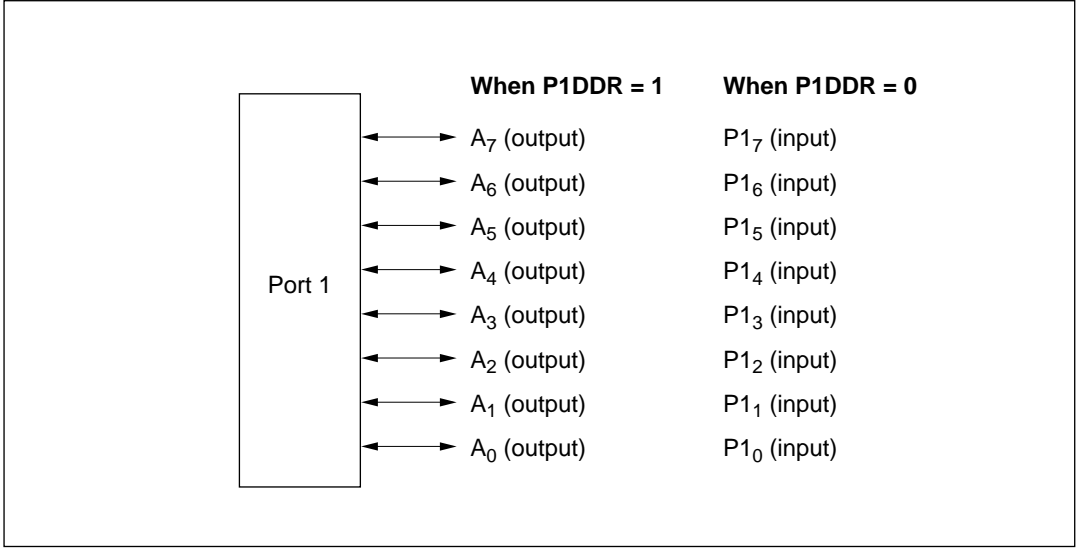 When P1DDR = 1 When P1DDR = 0
A₇ (output) P1₇ (input)
A₆ (output) P1₆ (input)
A₅ (output) P1₅ (input)
Port 1 A₄ (output) P1₄ (input)
A₃ (output) P1₃ (input)
A₂ (output) P1₂ (input)
A₁ (output) P1₁ (input)
A₀ (output) P1₀ (input)